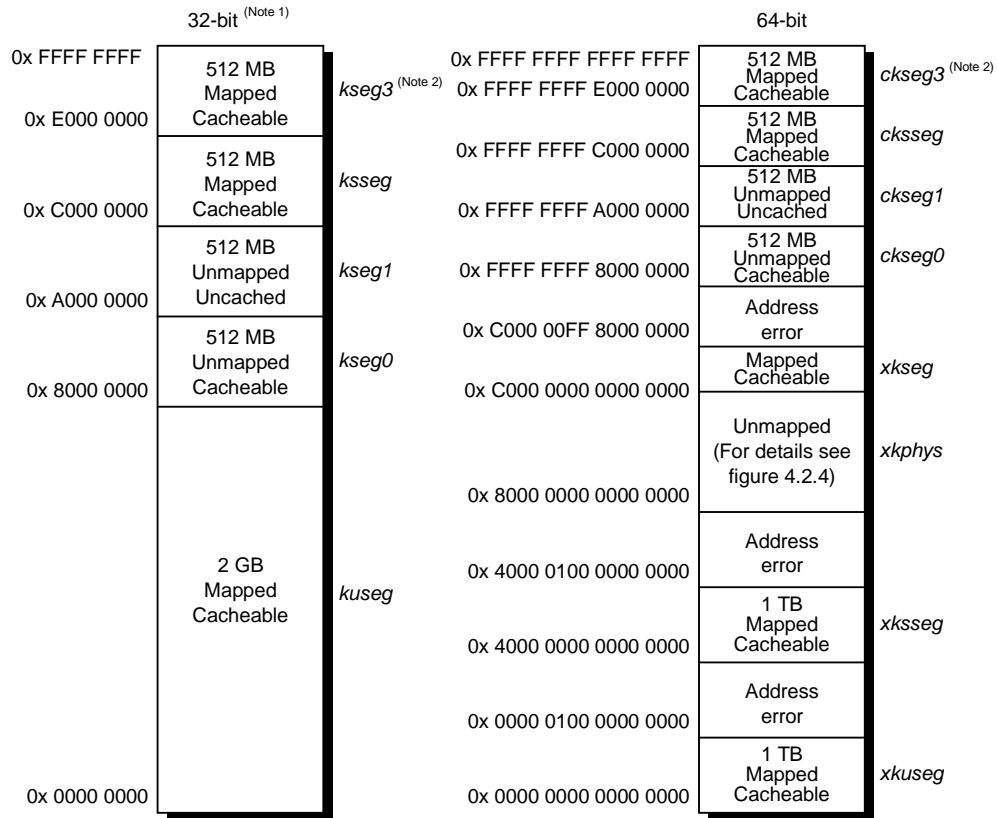 32-bit (Note 1)
0x FFFF FFFF
512 MB
Mapped
Cacheable
kseg3 (Note 2)
0x E000 0000
512 MB
Mapped
Cacheable
ksseg
0x C000 0000
512 MB
Unmapped
Uncached
kseg1
0x A000 0000
512 MB
Unmapped
Cacheable
kseg0
0x 8000 0000
2 GB
Mapped
Cacheable
kuseg
0x 0000 0000
64-bit
0x FFFF FFFF FFFF FFFF
512 MB
Mapped
Cacheable
ckseg3 (Note 2)
0x FFFF FFFF E000 0000
512 MB
Mapped
Cacheable
cksseg
0x FFFF FFFF C000 0000
512 MB
Unmapped
Uncached
ckseg1
0x FFFF FFFF A000 0000
512 MB
Unmapped
Cacheable
ckseg0
0x FFFF FFFF 8000 0000
Address
error
0x C000 00FF 8000 0000
Mapped
Cacheable
xkseg
0x C000 0000 0000 0000
Unmapped
(For details see
figure 4.2.4)
xkphys
0x 8000 0000 0000 0000
Address
error
0x 4000 0100 0000 0000
1 TB
Mapped
Cacheable
xksseg
0x 4000 0000 0000 0000
Address
error
0x 0000 0100 0000 0000
1 TB
Mapped
Cacheable
xkuseg
0x 0000 0000 0000 0000